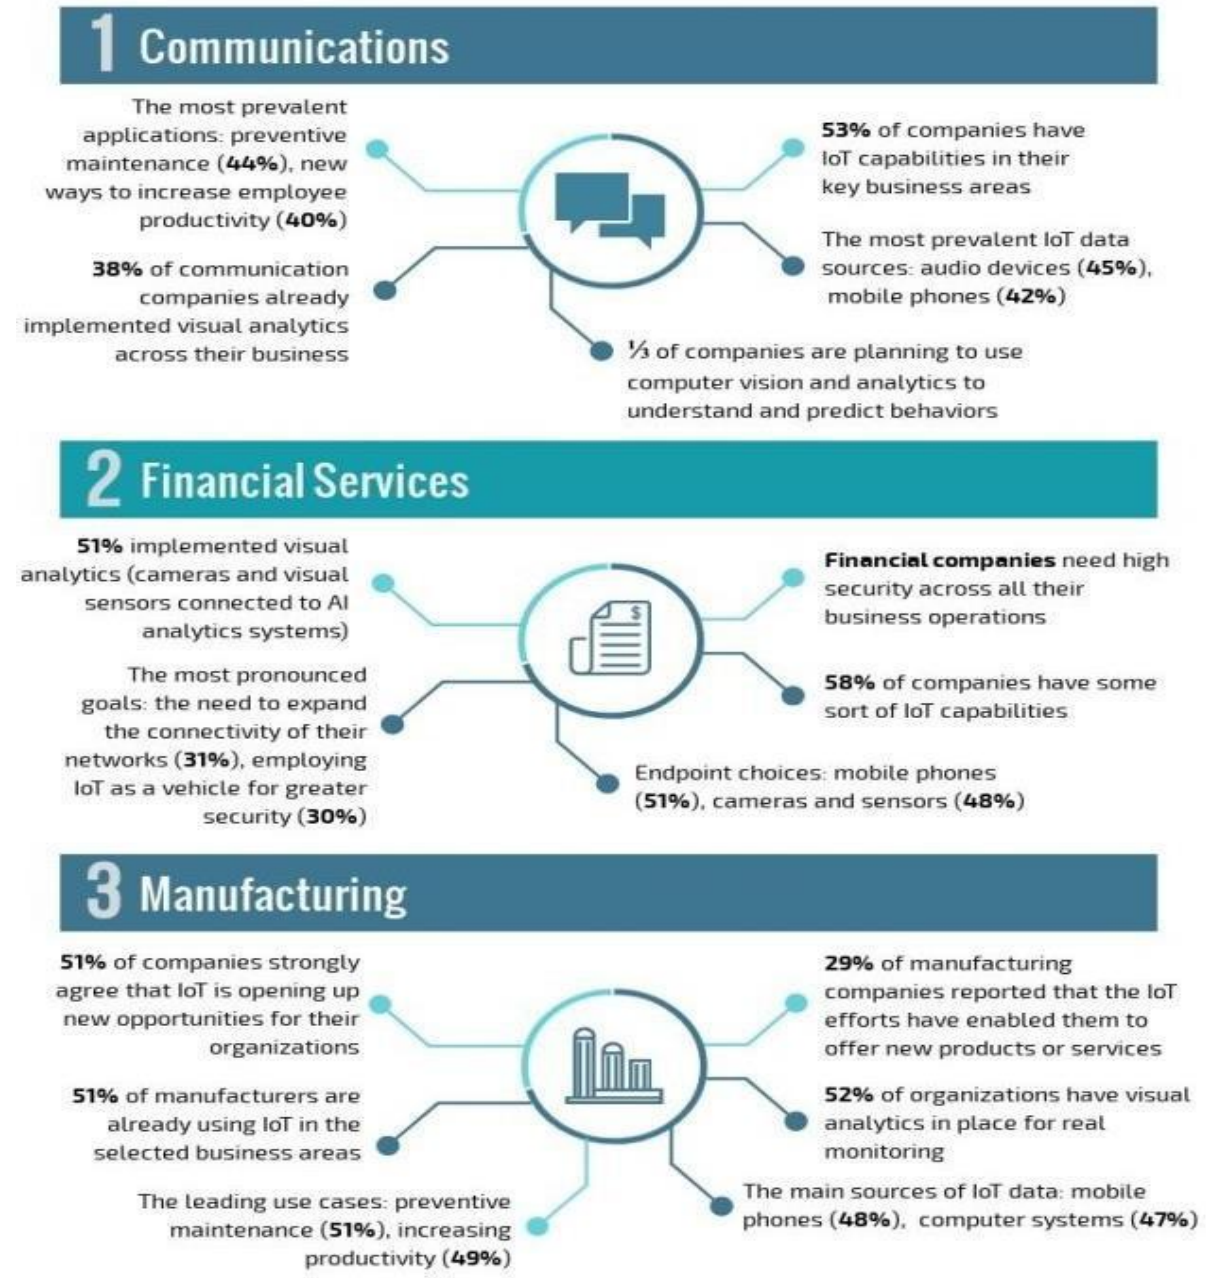 1 Communications
The most prevalent
applications: preventive
maintenance (44%), new
ways to increase employee
productivity (40%)
38% of communication
companies already
implemented visual analytics
across their business
53% of companies have
IoT capabilities in their
key business areas
The most prevalent IoT data
sources: audio devices (45%),
mobile phones (42%)
⅓ of companies are planning to use
computer vision and analytics to
understand and predict behaviors
2 Financial Services
51% implemented visual
analytics (cameras and visual
sensors connected to AI
analytics systems)
The most pronounced
goals: the need to expand
the connectivity of their
networks (31%), employing
IoT as a vehicle for greater
security (30%)
$
Financial companies need high
security across all their
business operations
58% of companies have some
sort of IoT capabilities
Endpoint choices: mobile phones
(51%), cameras and sensors (48%)
3 Manufacturing
51% of companies strongly
agree that IoT is opening up
new opportunities for their
organizations
51% of manufacturers are
already using IoT in the
selected business areas
The leading use cases: preventive
maintenance (51%), increasing
productivity (49%)
29% of manufacturing
companies reported that the IoT
efforts have enabled them to
offer new products or services
52% of organizations have visual
analytics in place for real
monitoring
The main sources of IoT data: mobile
phones (48%), computer systems (47%)